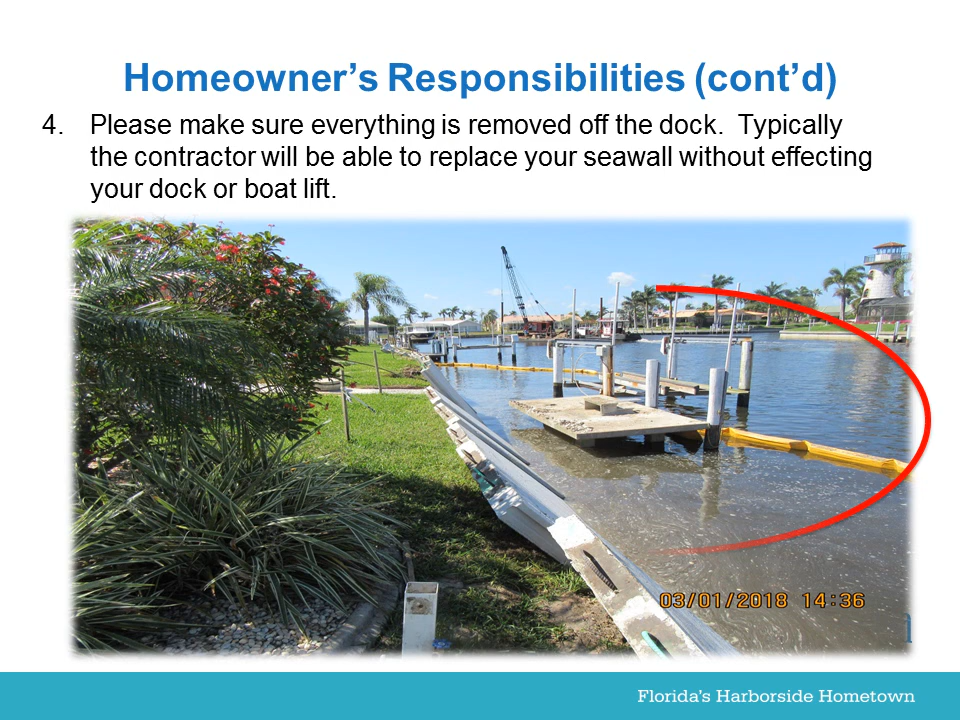 Homeowner’s Responsibilities (cont’d)
4. Please make sure everything is removed off the dock.  Typically
the contractor will be able to replace your seawall without effecting
your dock or boat lift.
03/01/2018 14:36
Florida’s Harborside Hometown